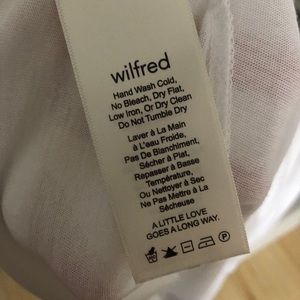 wilfred
Hand Wash Cold,
No Bleach, Dry Flat,
Low Iron, Or Dry Clean
Do Not Tumble Dry
Laver à La Main
à L'eau Froide,
Pas De Blanchiment,
Sécher à Plat,
Repasser à Basse
Température,
Ou Nettoyer à Sec
Ne Pas Mettre à La
Sécheuse
A LITTLE LOVE
GOES A LONG WAY.
P